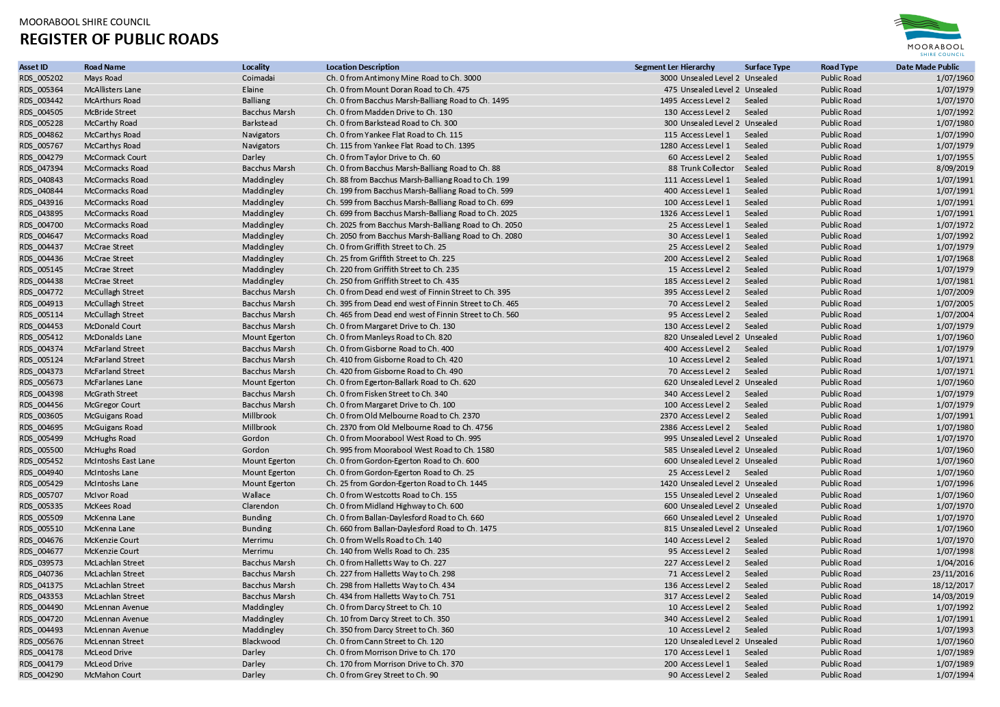 MOORABOOL SHIRE COUNCIL
REGISTER OF PUBLIC ROADS
MOORABOOL
SHIRE COUNCIL
Asset ID Road Name Locality Location Description Segment Len Hierarchy Surface Type Road Type Date Made Public
RDS_005202 Mays Road Coimadai Ch. 0 from Antimony Mine Road to Ch. 3000 3000 Unsealed Level 2 Unsealed Public Road 1/07/1960
RDS_005364 McAllisters Lane Elaine Ch. 0 from Mount Doran Road to Ch. 475 475 Unsealed Level 2 Unsealed Public Road 1/07/1979
RDS_003442 McArthurs Road Balliang Ch. 0 from Bacchus Marsh-Balliang Road to Ch. 1495 1495 Access Level 2 Sealed Public Road 1/07/1970
RDS_004505 McBride Street Bacchus Marsh Ch. 0 from Madden Drive to Ch. 130 130 Access Level 2 Sealed Public Road 1/07/1992
RDS_005228 McCarthy Road Barkstead Ch. 0 from Barkstead Road to Ch. 300 300 Unsealed Level 2 Unsealed Public Road 1/07/1980
RDS_004862 McCarthys Road Navigators Ch. 0 from Yankee Flat Road to Ch. 115 115 Access Level 1 Sealed Public Road 1/07/1990
RDS_005767 McCarthys Road Navigators Ch. 115 from Yankee Flat Road to Ch. 1395 1280 Access Level 1 Sealed Public Road 1/07/1979
RDS_004279 McCormack Court Darley Ch. 0 from Taylor Drive to Ch. 60 60 Access Level 2 Sealed Public Road 1/07/1955
RDS_047394 McCormacks Road Bacchus Marsh Ch. 0 from Bacchus Marsh-Balliang Road to Ch. 88 88 Trunk Collector Sealed Public Road 8/09/2019
RDS_040843 McCormacks Road Maddingley Ch. 88 from Bacchus Marsh-Balliang Road to Ch. 199 111 Access Level 1 Sealed Public Road 1/07/1991
RDS_040844 McCormacks Road Maddingley Ch. 199 from Bacchus Marsh-Balliang Road to Ch. 599 400 Access Level 1 Sealed Public Road 1/07/1991
RDS_043916 McCormacks Road Maddingley Ch. 599 from Bacchus Marsh-Balliang Road to Ch. 699 100 Access Level 1 Sealed Public Road 1/07/1991
RDS_043895 McCormacks Road Maddingley Ch. 699 from Bacchus Marsh-Balliang Road to Ch. 2025 1326 Access Level 1 Sealed Public Road 1/07/1991
RDS_004700 McCormacks Road Maddingley Ch. 2025 from Bacchus Marsh-Balliang Road to Ch. 2050 25 Access Level 1 Sealed Public Road 1/07/1972
RDS_004647 McCormacks Road Maddingley Ch. 2050 from Bacchus Marsh-Balliang Road to Ch. 2080 30 Access Level 1 Sealed Public Road 1/07/1992
RDS_004437 McCrae Street Maddingley Ch. 0 from Griffith Street to Ch. 25 25 Access Level 2 Sealed Public Road 1/07/1979
RDS_004436 McCrae Street Maddingley Ch. 25 from Griffith Street to Ch. 225 200 Access Level 2 Sealed Public Road 1/07/1968
RDS_005145 McCrae Street Maddingley Ch. 220 from Griffith Street to Ch. 235 15 Access Level 2 Sealed Public Road 1/07/1979
RDS_004438 McCrae Street Maddingley Ch. 250 from Griffith Street to Ch. 435 185 Access Level 2 Sealed Public Road 1/07/1981
RDS_004772 McCullagh Street Bacchus Marsh Ch. 0 from Dead end west of Finnin Street to Ch. 395 395 Access Level 2 Sealed Public Road 1/07/2009
RDS_004913 McCullagh Street Bacchus Marsh Ch. 395 from Dead end west of Finnin Street to Ch. 465 70 Access Level 2 Sealed Public Road 1/07/2005
RDS_005114 McCullagh Street Bacchus Marsh Ch. 465 from Dead end west of Finnin Street to Ch. 560 95 Access Level 2 Sealed Public Road 1/07/2004
RDS_004453 McDonald Court Bacchus Marsh Ch. 0 from Margaret Drive to Ch. 130 130 Access Level 2 Sealed Public Road 1/07/1979
RDS_005412 McDonalds Lane Mount Egerton Ch. 0 from Manleys Road to Ch. 820 820 Unsealed Level 2 Unsealed Public Road 1/07/1960
RDS_004374 McFarland Street Bacchus Marsh Ch. 0 from Gisborne Road to Ch. 400 400 Access Level 2 Sealed Public Road 1/07/1979
RDS_005124 McFarland Street Bacchus Marsh Ch. 410 from Gisborne Road to Ch. 420 10 Access Level 2 Sealed Public Road 1/07/1971
RDS_004373 McFarland Street Bacchus Marsh Ch. 420 from Gisborne Road to Ch. 490 70 Access Level 2 Sealed Public Road 1/07/1971
RDS_005673 McFarlanes Lane Mount Egerton Ch. 0 from Egerton-Ballark Road to Ch. 620 620 Unsealed Level 2 Unsealed Public Road 1/07/1960
RDS_004398 McGrath Street Bacchus Marsh Ch. 0 from Fisken Street to Ch. 340 340 Access Level 2 Sealed Public Road 1/07/1979
RDS_004456 McGregor Court Bacchus Marsh Ch. 0 from Margaret Drive to Ch. 100 100 Access Level 2 Sealed Public Road 1/07/1979
RDS_003605 McGuigans Road Millbrook Ch. 0 from Old Melbourne Road to Ch. 2370 2370 Access Level 2 Sealed Public Road 1/07/1991
RDS_004695 McGuigans Road Millbrook Ch. 2370 from Old Melbourne Road to Ch. 4756 2386 Access Level 2 Sealed Public Road 1/07/1980
RDS_005499 McHughs Road Gordon Ch. 0 from Moorabool West Road to Ch. 995 995 Unsealed Level 2 Unsealed Public Road 1/07/1970
RDS_005500 McHughs Road Gordon Ch. 995 from Moorabool West Road to Ch. 1580 585 Unsealed Level 2 Unsealed Public Road 1/07/1960
RDS_005452 McIntoshs East Lane Mount Egerton Ch. 0 from Gordon-Egerton Road to Ch. 600 600 Unsealed Level 2 Unsealed Public Road 1/07/1960
RDS_004940 McIntoshs Lane Mount Egerton Ch. 0 from Gordon-Egerton Road to Ch. 25 25 Access Level 2 Sealed Public Road 1/07/1960
RDS_005429 McIntoshs Lane Mount Egerton Ch. 25 from Gordon-Egerton Road to Ch. 1445 1420 Unsealed Level 2 Unsealed Public Road 1/07/1996
RDS_005707 McIvor Road Wallace Ch. 0 from Westcotts Road to Ch. 155 155 Unsealed Level 2 Unsealed Public Road 1/07/1960
RDS_005335 McKees Road Clarendon Ch. 0 from Midland Highway to Ch. 600 600 Unsealed Level 2 Unsealed Public Road 1/07/1970
RDS_005509 McKenna Lane Bunding Ch. 0 from Ballan-Daylesford Road to Ch. 660 660 Unsealed Level 2 Unsealed Public Road 1/07/1970
RDS_005510 McKenna Lane Bunding Ch. 660 from Ballan-Daylesford Road to Ch. 1475 815 Unsealed Level 2 Unsealed Public Road 1/07/1960
RDS_004676 McKenzie Court Merrimu Ch. 0 from Wells Road to Ch. 140 140 Access Level 2 Sealed Public Road 1/07/1970
RDS_004677 McKenzie Court Merrimu Ch. 140 from Wells Road to Ch. 235 95 Access Level 2 Sealed Public Road 1/07/1998
RDS_039573 McLachlan Street Bacchus Marsh Ch. 0 from Halletts Way to Ch. 227 227 Access Level 2 Sealed Public Road 1/04/2016
RDS_040736 McLachlan Street Bacchus Marsh Ch. 227 from Halletts Way to Ch. 298 71 Access Level 2 Sealed Public Road 23/11/2016
RDS_041375 McLachlan Street Bacchus Marsh Ch. 298 from Halletts Way to Ch. 434 136 Access Level 2 Sealed Public Road 18/12/2017
RDS_043353 McLachlan Street Bacchus Marsh Ch. 434 from Halletts Way to Ch. 751 317 Access Level 2 Sealed Public Road 14/03/2019
RDS_004490 McLennan Avenue Maddingley Ch. 0 from Darcy Street to Ch. 10 10 Access Level 2 Sealed Public Road 1/07/1992
RDS_004720 McLennan Avenue Maddingley Ch. 10 from Darcy Street to Ch. 350 340 Access Level 2 Sealed Public Road 1/07/1991
RDS_004493 McLennan Avenue Maddingley Ch. 350 from Darcy Street to Ch. 360 10 Access Level 2 Sealed Public Road 1/07/1993
RDS_005676 McLennan Street Blackwood Ch. 0 from Cann Street to Ch. 120 120 Unsealed Level 2 Unsealed Public Road 1/07/1960
RDS_004178 McLeod Drive Darley Ch. 0 from Morrison Drive to Ch. 170 170 Access Level 1 Sealed Public Road 1/07/1989
RDS_004179 McLeod Drive Darley Ch. 170 from Morrison Drive to Ch. 370 200 Access Level 1 Sealed Public Road 1/07/1989
RDS_004290 McMahon Court Darley Ch. 0 from Grey Street to Ch. 90 90 Access Level 2 Sealed Public Road 1/07/1994